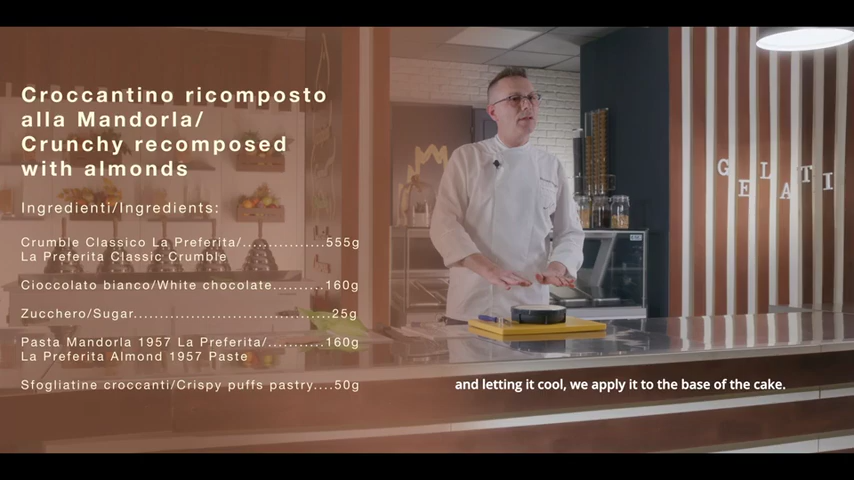 Croccantino ricomposto
alla Mandorla/
Crunchy recomposed
with almonds
Ingredienti/Ingredients:
Crumble Classico La Preferita/...............555g
La Preferita Classic Crumble
Cioccolato bianco/White chocolate..........160g
Zucchero/Sugar....................................25g
Pasta Mandorla 1957 La Preferita/...........160g
La Preferita Almond 1957 Paste
Sfogliatine croccanti/Crispy puffs pastry....50g
GELATI
and letting it cool, we apply it to the base of the cake.